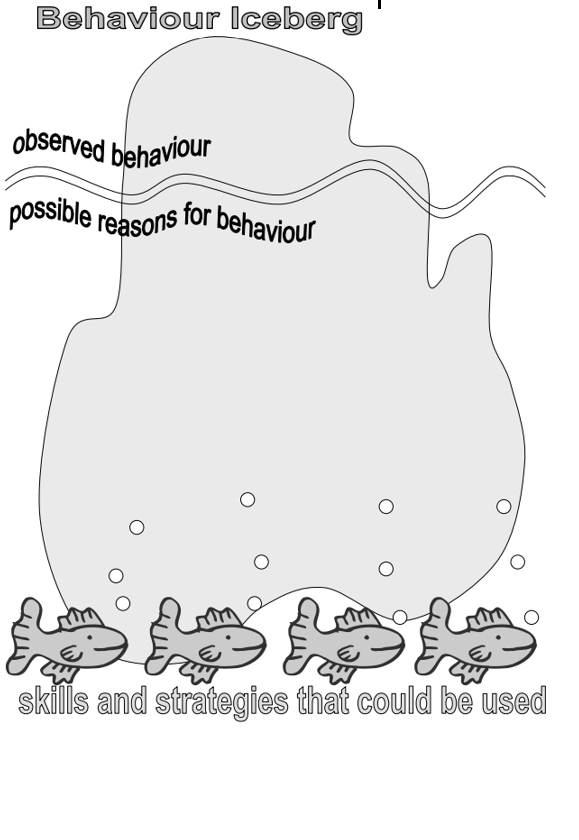 Behaviour Iceberg
observed behaviour
possible reasons for behaviour
skills and strategies that could be used